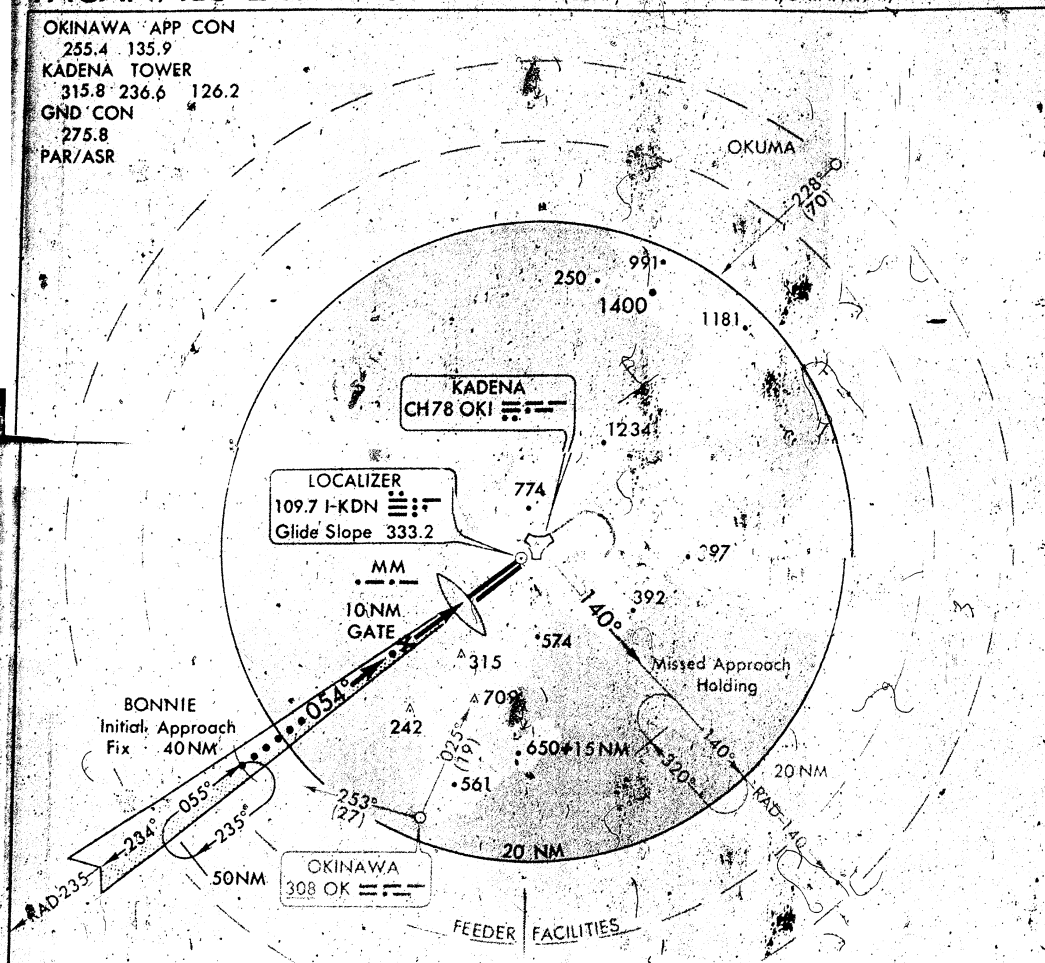 OKINAWA APP CON
255.4 135.9
KADENA TOWER
315.8 236.6 126.2
GND CON
275.8
PAR/ASR
OKUMA
228°
(70)
991
250
1400
1181
KADENA
CH78 OKI
1234
LOCALIZER
109.7 I-KDN
Glide Slope 333.2
774
MM
397
392
10 NM
GATE
140°
574
315
Missed Approach
Holding
054°
BONNIE
Initial Approach
Fix 40 NM
709
242
025°
(19)
650
15 NM
140°
320°
20 NM
561
055°
253°
(27)
234°
235°
RAD-140
20 NM
OKINAWA
308 OK
50NM
RAD-235
FEEDER FACILITIES